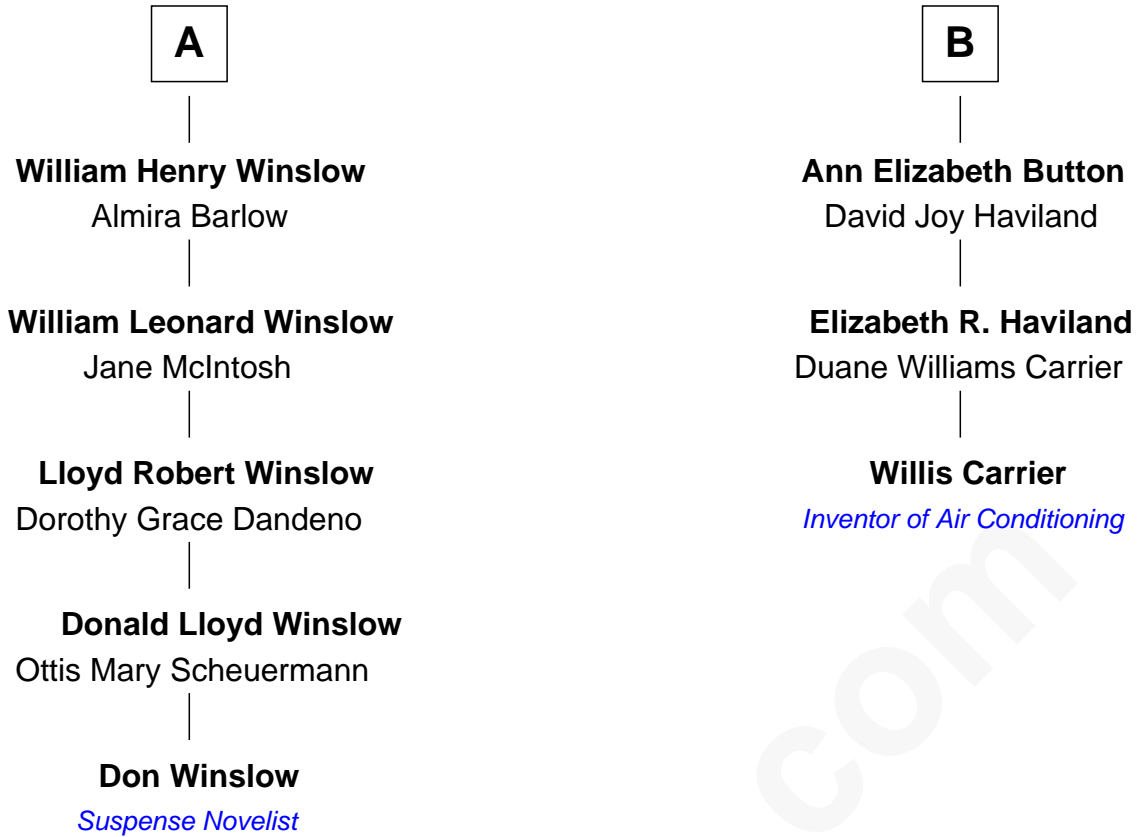 A
William Henry Winslow
Almira Barlow
William Leonard Winslow
Jane McIntosh
Lloyd Robert Winslow
Dorothy Grace Dandeno
Donald Lloyd Winslow
Ottis Mary Scheuermann
Don Winslow
Suspense Novelist
B
Ann Elizabeth Button
David Joy Haviland
Elizabeth R. Haviland
Duane Williams Carrier
Willis Carrier
Inventor of Air Conditioning
com